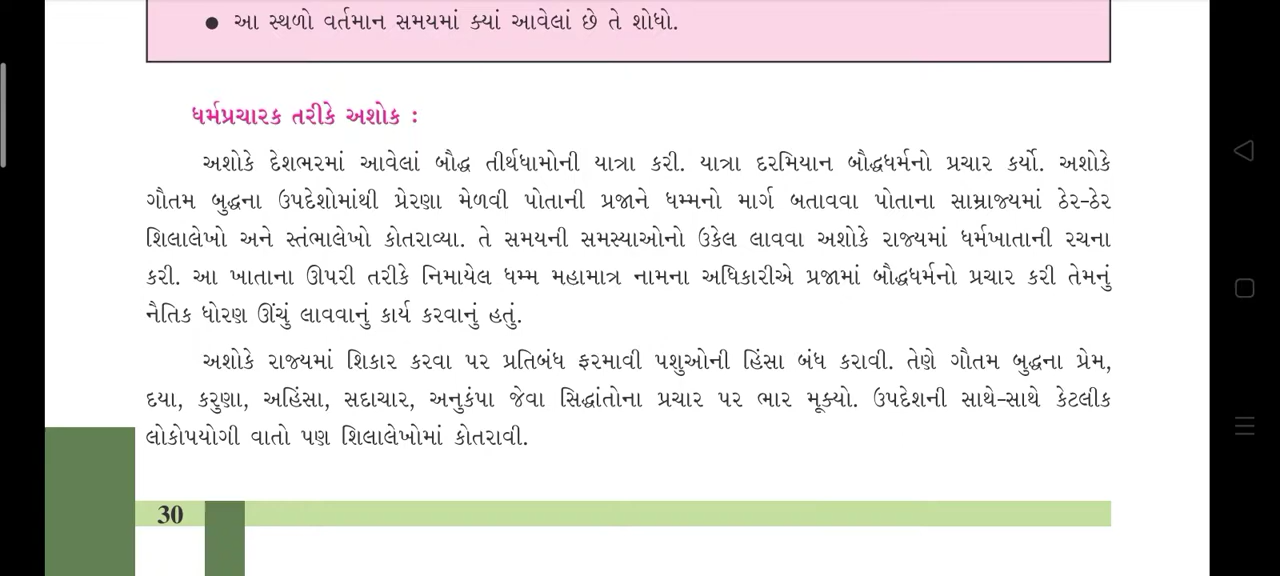 ● આ સ્થળો વર્તમાન સમયમાં ક્યાં આવેલાં છે તે શોધો.
ધર્મપ્રચારક તરીકે અશોક :
અશોકે દેશભરમાં આવેલાં બૌદ્ધ તીર્થધામોની યાત્રા કરી. યાત્રા દરમિયાન બૌદ્ધધર્મનો પ્રચાર કર્યો. અશોકે
ગૌતમ બુદ્ધના ઉપદેશોમાંથી પ્રેરણા મેળવી પોતાની પ્રજાને ધમ્મનો માર્ગ બતાવવા પોતાના સામ્રાજ્યમાં ઠેર-ઠેર
શિલાલેખો અને સ્તંભાલેખો કોતરાવ્યા. તે સમયની સમસ્યાઓનો ઉકેલ લાવવા અશોકે રાજ્યમાં ધર્મખાતાની રચના
કરી. આ ખાતાના ઊપરી તરીકે નિમાયેલ ધમ્મ મહામાત્ર નામના અધિકારીએ પ્રજામાં બૌદ્ધધર્મનો પ્રચાર કરી તેમનું
નૈતિક ધોરણ ઊંચું લાવવાનું કાર્ય કરવાનું હતું.
અશોકે રાજ્યમાં શિકાર કરવા પર પ્રતિબંધ ફરમાવી પશુઓની હિંસા બંધ કરાવી. તેણે ગૌતમ બુદ્ધના પ્રેમ,
દયા, કરુણા, અહિંસા, સદાચાર, અનુકંપા જેવા સિદ્ધાંતોના પ્રચાર પર ભાર મૂક્યો. ઉપદેશની સાથે-સાથે કેટલીક
લોકોપયોગી વાતો પણ શિલાલેખોમાં કોતરાવી.
30